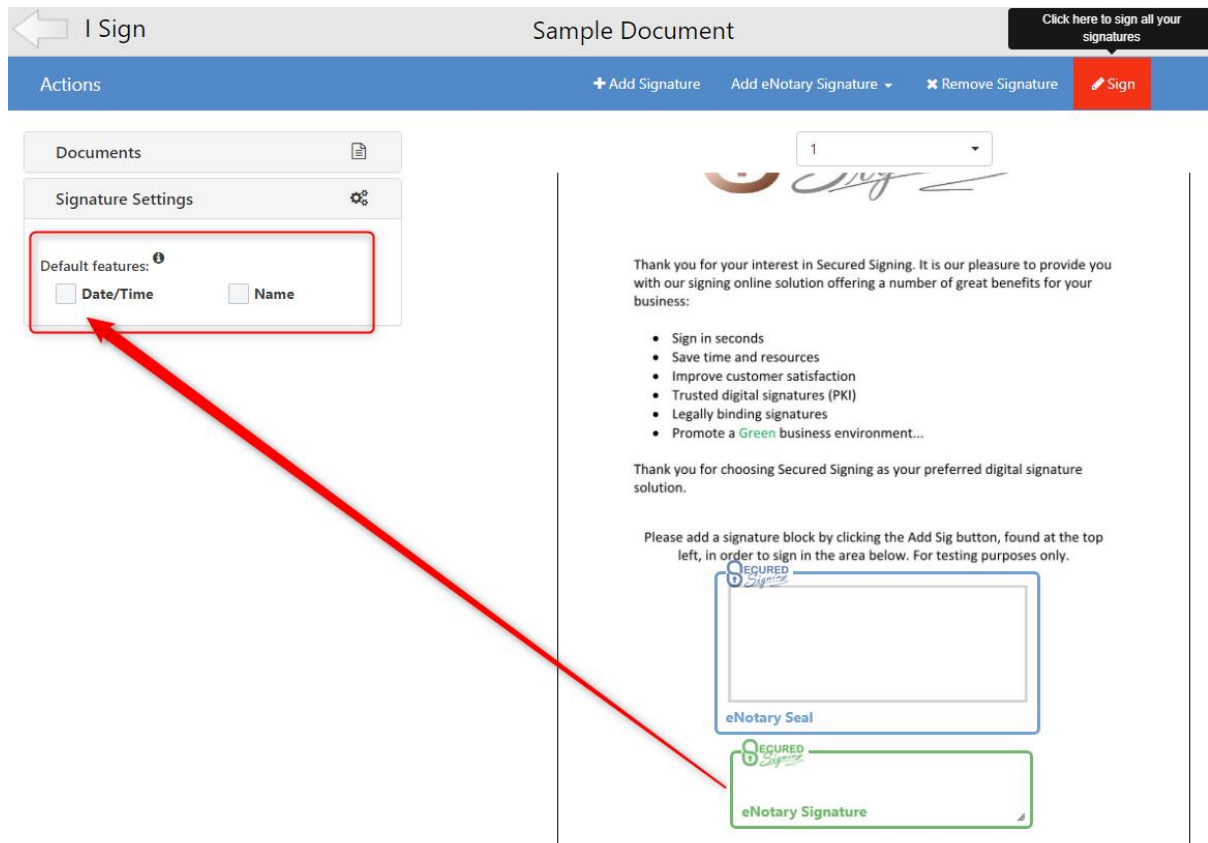 I Sign
Sample Document
Click here to sign all your
signatures
Actions
Add Signature
Add eNotary Signature
Remove Signature
Sign
Documents
Signature Settings
Default features:
Date/Time
Name
1
Thank you for your interest in Secured Signing. It is our pleasure to provide you
with our signing online solution offering a number of great benefits for your
business:
• Sign in seconds
• Save time and resources
• Improve customer satisfaction
• Trusted digital signatures (PKI)
• Legally binding signatures
• Promote a Green business environment...
Thank you for choosing Secured Signing as your preferred digital signature
solution.
Please add a signature block by clicking the Add Sig button, found at the top
left, in order to sign in the area below. For testing purposes only.
SECURED
Signing
eNotary Seal
SECURED
Signing
eNotary Signature